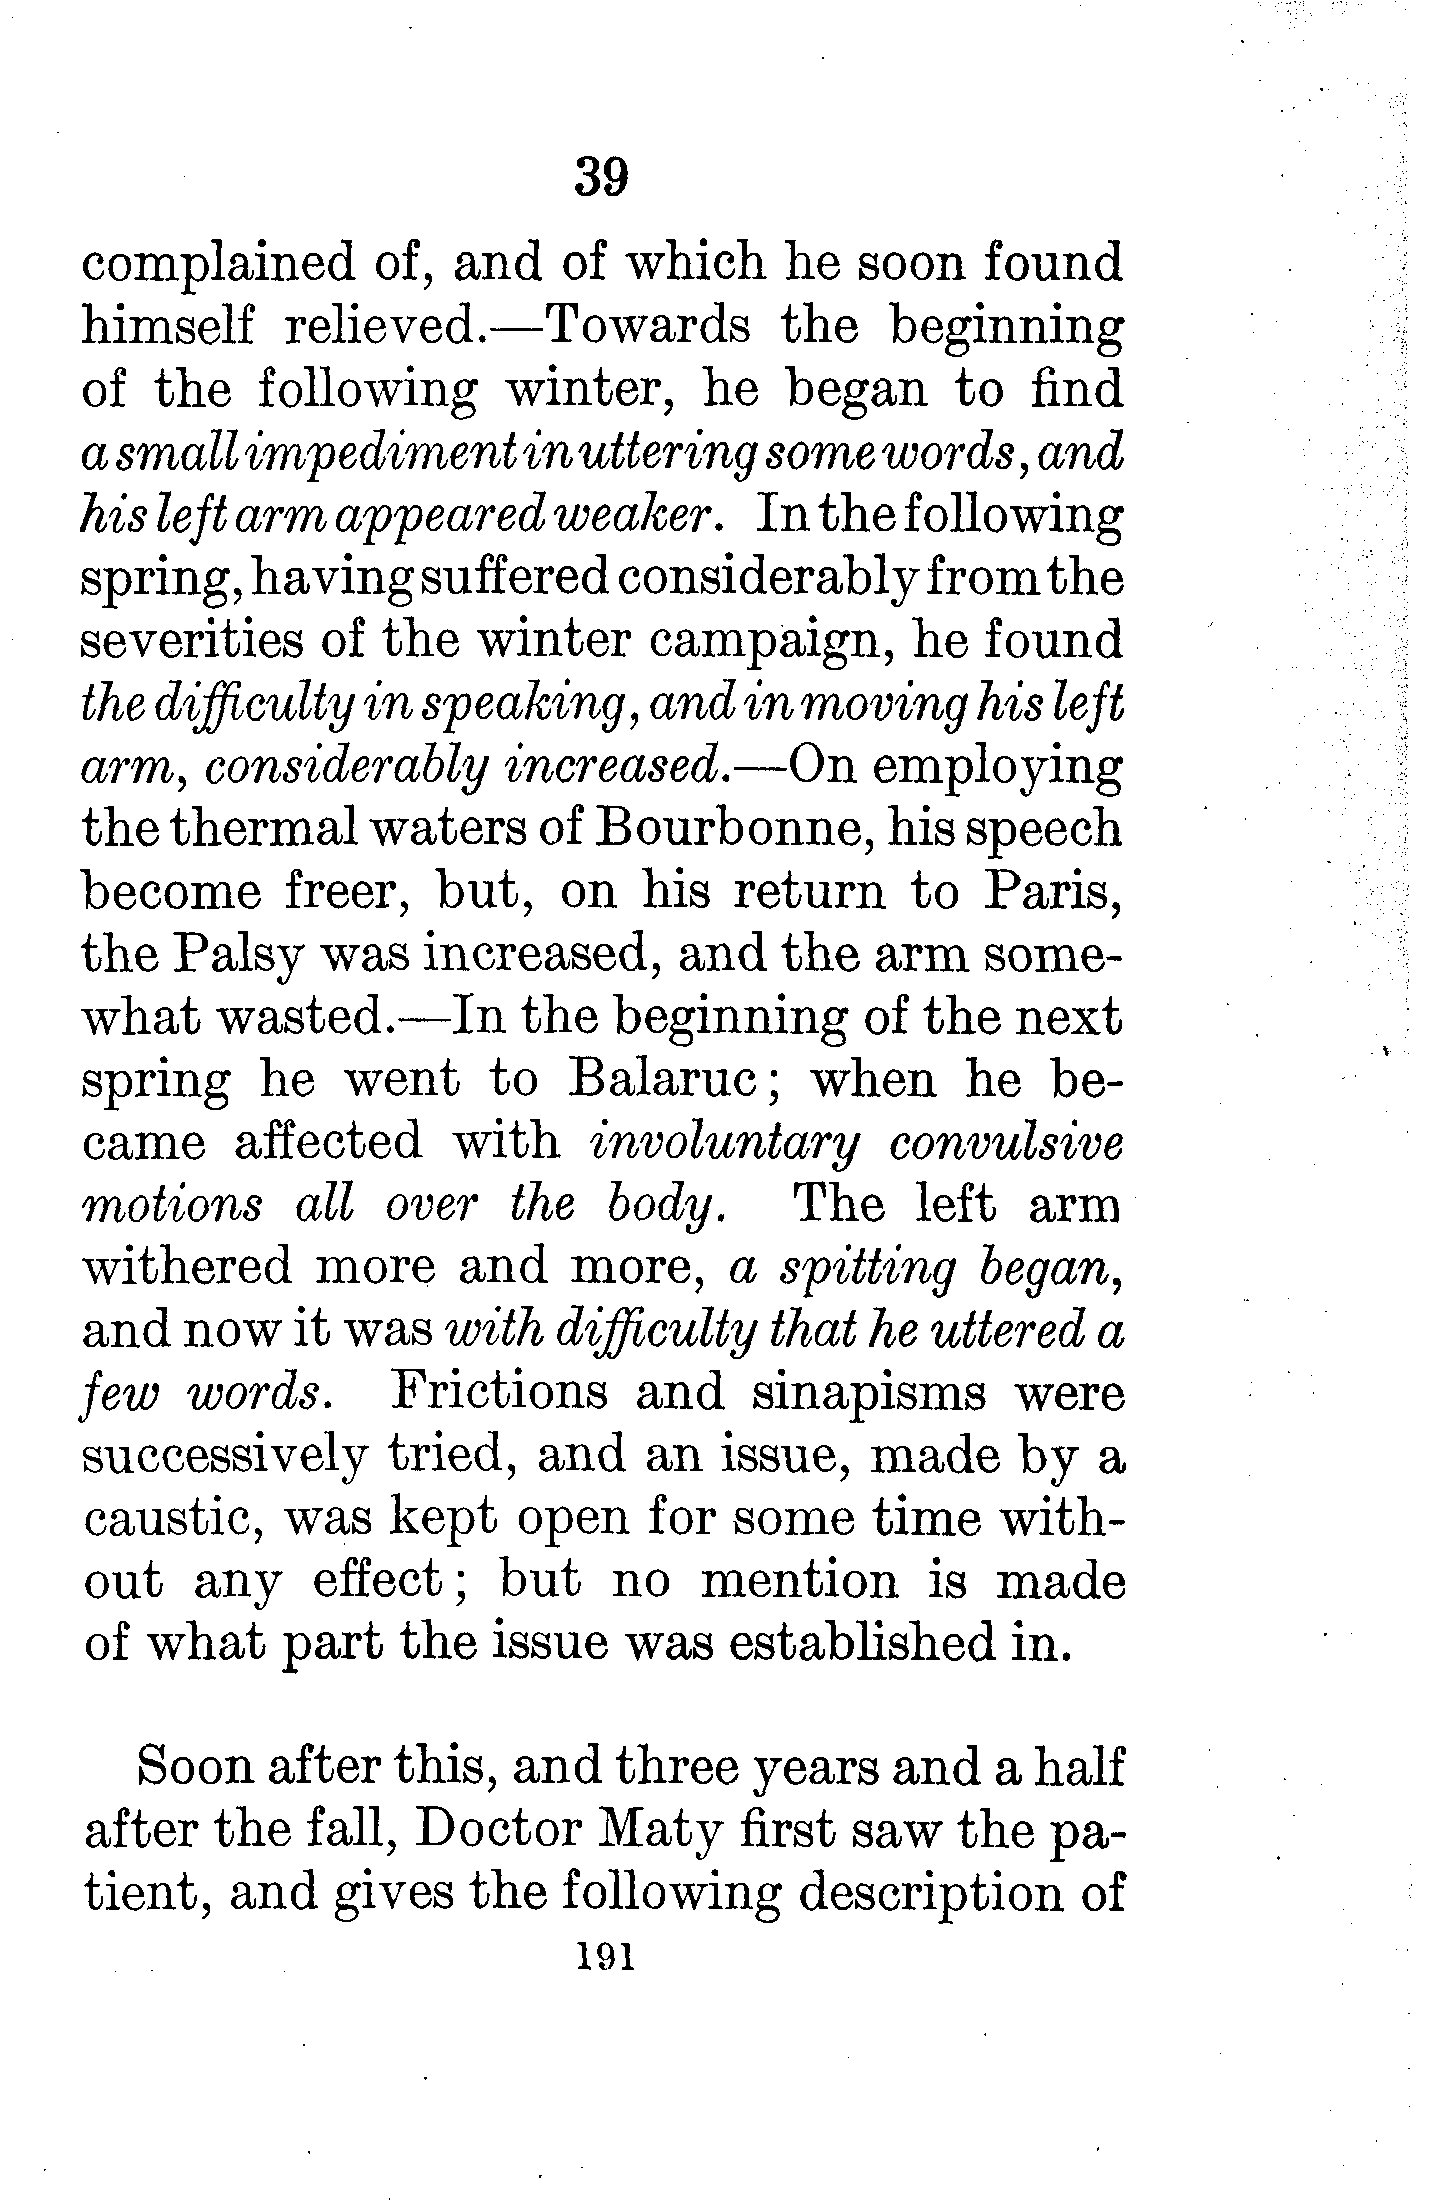 39
complained of, and of which he soon found
himself relieved.—Towards the beginning
of the following winter, he began to find
a small impediment in uttering some words, and
his left arm appeared weaker. In the following
spring, having suffered considerably from the
severities of the winter campaign, he found
the difficulty in speaking, and in moving his left
arm, considerably increased.—On employing
the thermal waters of Bourbonne, his speech
become freer, but, on his return to Paris,
the Palsy was increased, and the arm some-
what wasted.—In the beginning of the next
spring he went to Balaruc; when he be-
came affected with involuntary convulsive
motions all over the body. The left arm
withered more and more, a spitting began,
and now it was with difficulty that he uttered a
few words. Frictions and sinapisms were
successively tried, and an issue, made by a
caustic, was kept open for some time with-
out any effect; but no mention is made
of what part the issue was established in.
Soon after this, and three years and a half
after the fall, Doctor Maty first saw the pa-
tient, and gives the following description of
191